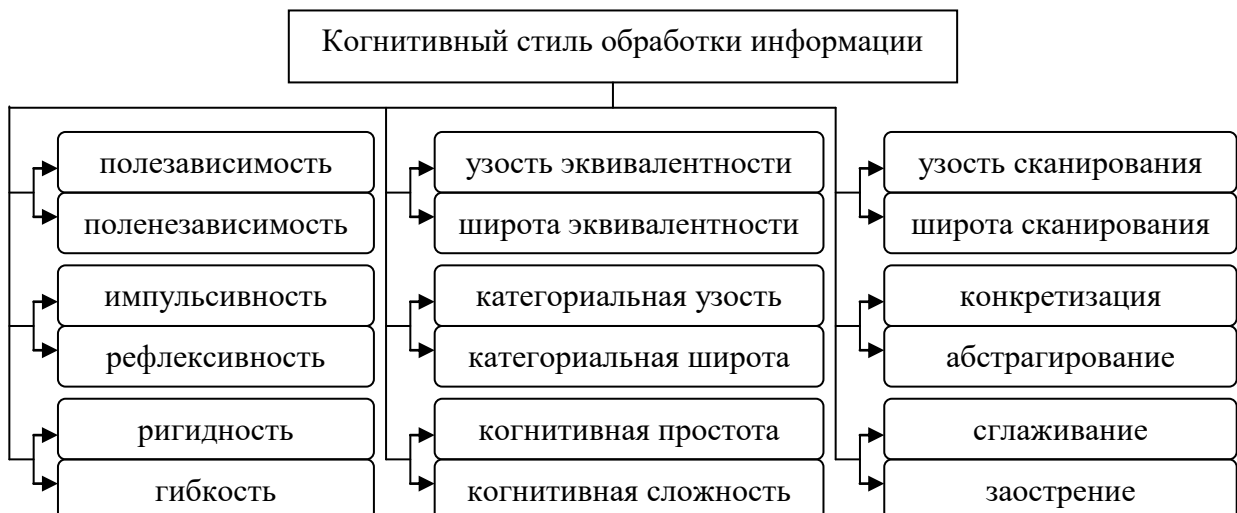 Когнитивный стиль обработки информации
полезависимость
поленезависимость
импульсивность
рефлексивность
ригидность
гибкость
узость эквивалентности
широта эквивалентности
категориальная узость
категориальная широта
когнитивная простота
когнитивная сложность
узость сканирования
широта сканирования
конкретизация
абстрагирование
сглаживание
заострение